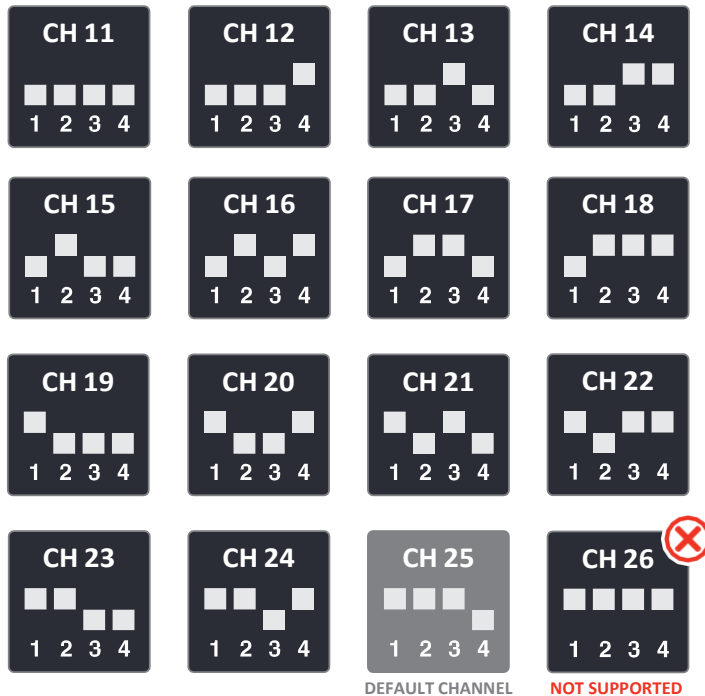 CH 11 CH 12 CH 13 CH 14
1 2 3 4 1 2 3 4 1 2 3 4 1 2 3 4
CH 15 CH 16 CH 17 CH 18
1 2 3 4 1 2 3 4 1 2 3 4 1 2 3 4
CH 19 CH 20 CH 21 CH 22
1 2 3 4 1 2 3 4 1 2 3 4 1 2 3 4
CH 23 CH 24 CH 25 CH 26
1 2 3 4 1 2 3 4 1 2 3 4 1 2 3 4
DEFAULT CHANNEL NOT SUPPORTED